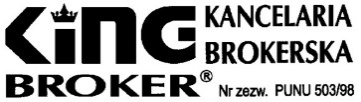 KING KANCELARIA
BROKERSKA
BROKER® Nr zezw. PUNU 503/98